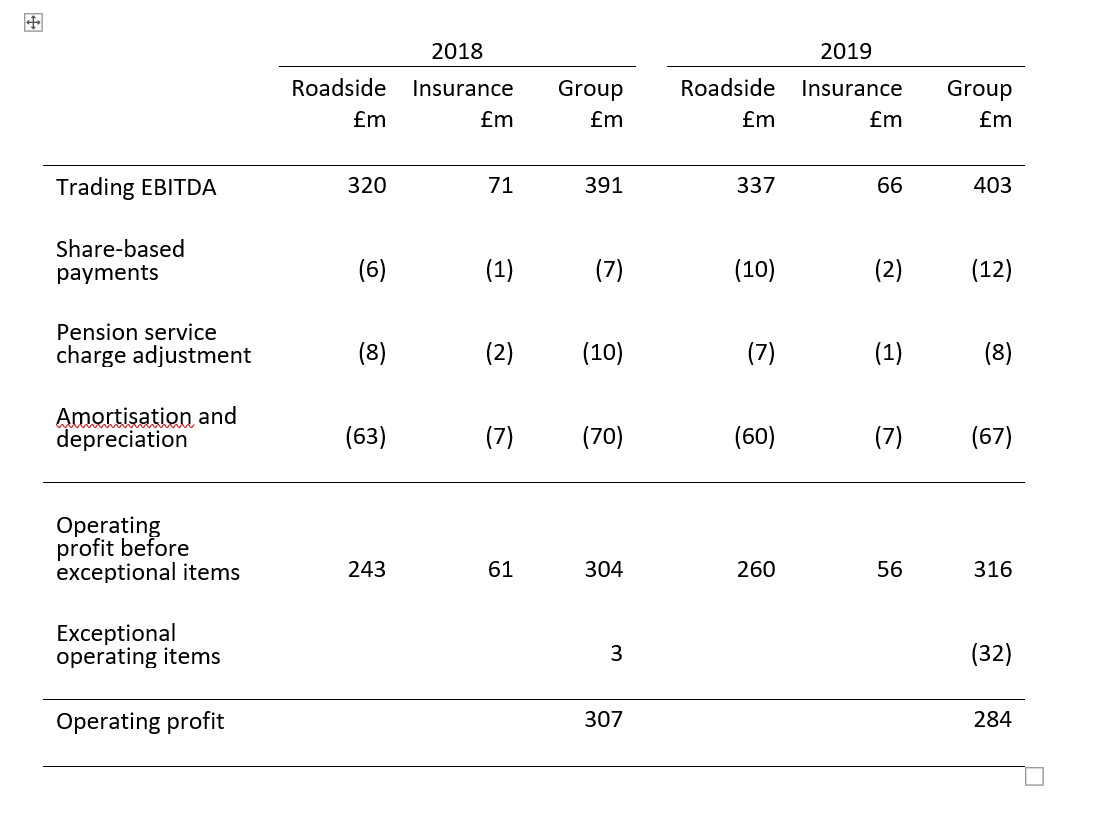 2018 2019
Roadside Insurance Group Roadside Insurance Group
£m £m £m £m £m £m
Trading EBITDA 320 71 391 337 66 403
Share-based
payments (6) (1) (7) (10) (2) (12)
Pension service
charge adjustment (8) (2) (10) (7) (1) (8)
Amortisation and
depreciation (63) (7) (70) (60) (7) (67)
Operating
profit before
exceptional items 243 61 304 260 56 316
Exceptional
operating items 3 (32)
Operating profit 307 284